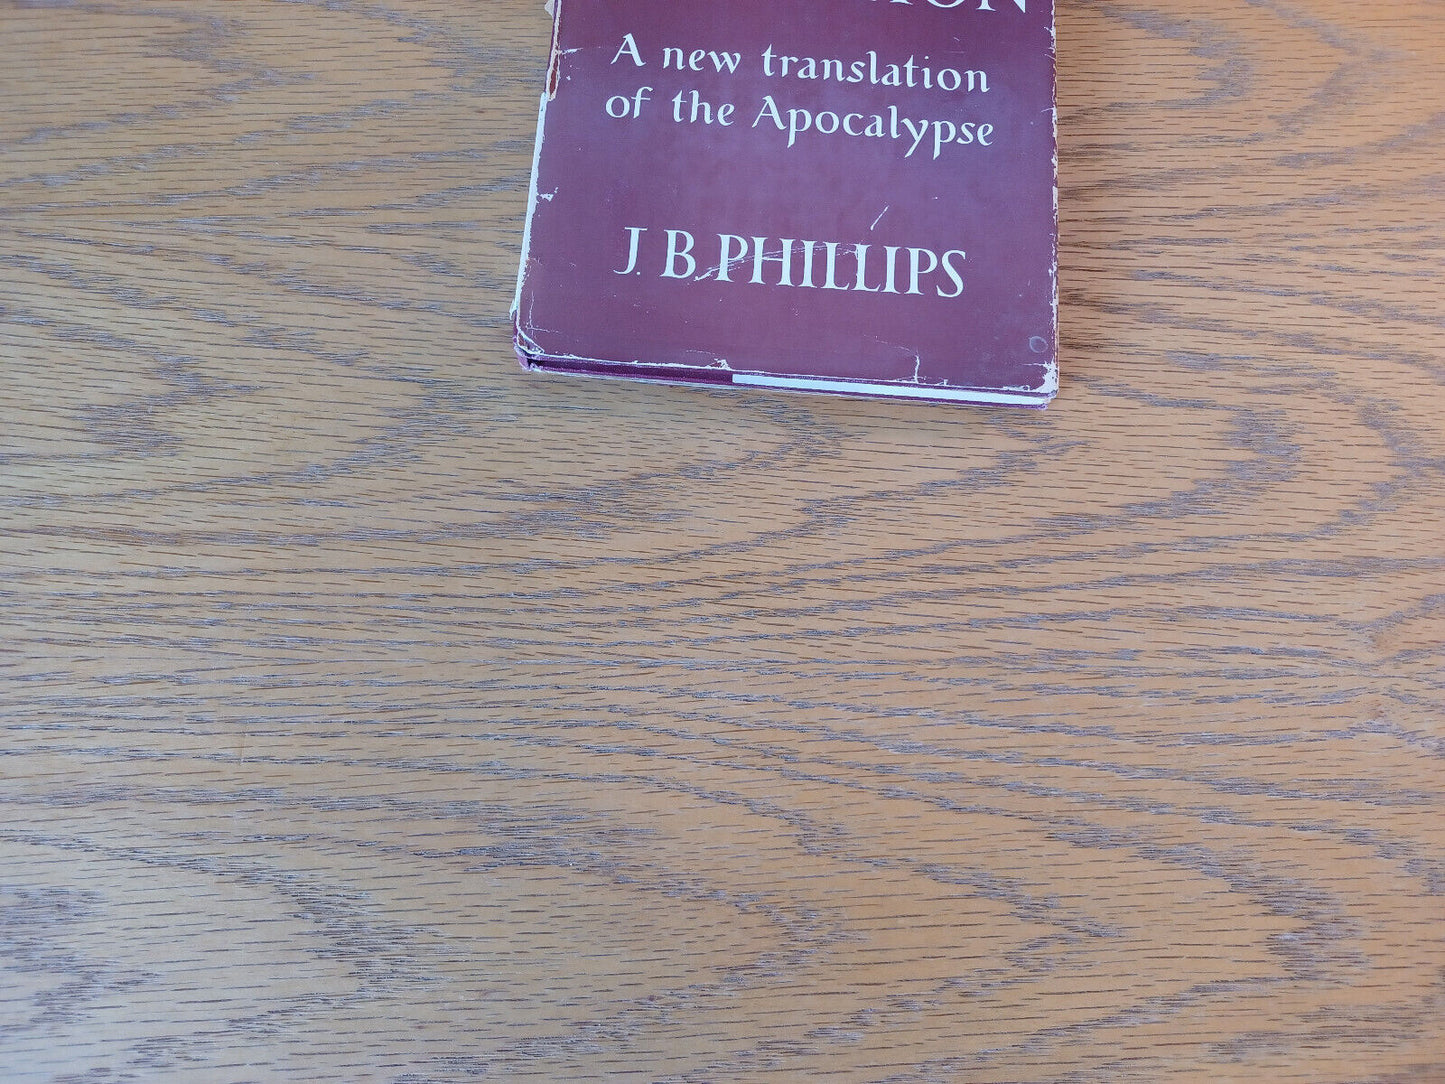 A new translation
of the Apocalypse
J. B. PHILLIPS